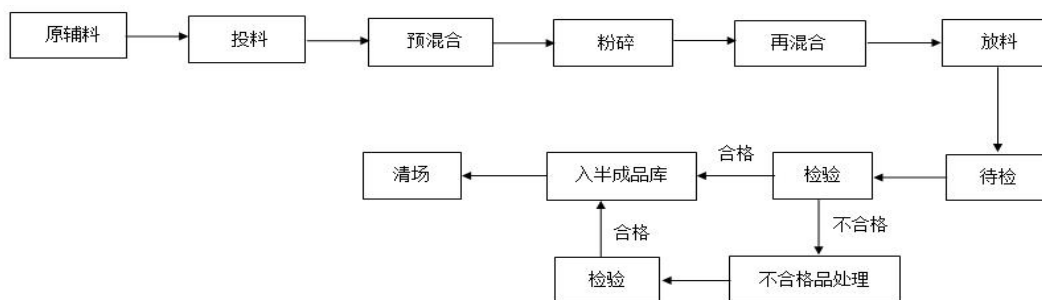 原辅料
投料
预混合
粉碎
再混合
放料
清场
入半成品库
合格
检验
待检
合格
不合格
检验
不合格品处理